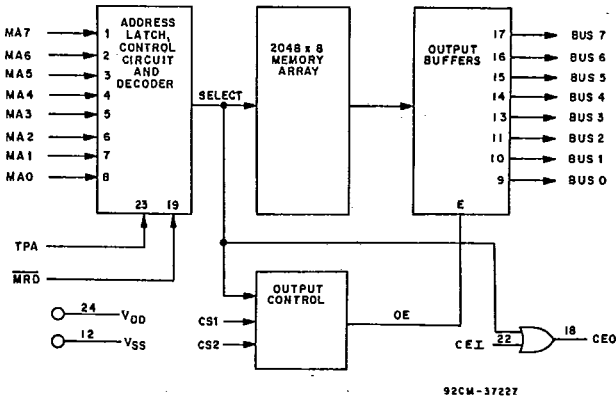 MA7
MA6
MA5
MA4
MA3
MA2
MA1
MA0
1
2
3
4
5
6
7
8
ADDRESS
LATCH,
CONTROL
CIRCUIT
AND
DECODER
23
19
TPA
MRD
24
VDD
12
VSS
SELECT
2048 x 8
MEMORY
ARRAY
OUTPUT
BUFFERS
E
17
16
15
14
13
11
10
9
BUS 7
BUS 6
BUS 5
BUS 4
BUS 3
BUS 2
BUS 1
BUS 0
OUTPUT
CONTROL
CS1
CS2
OE
CEI
22
18
CEO
92CM-37227